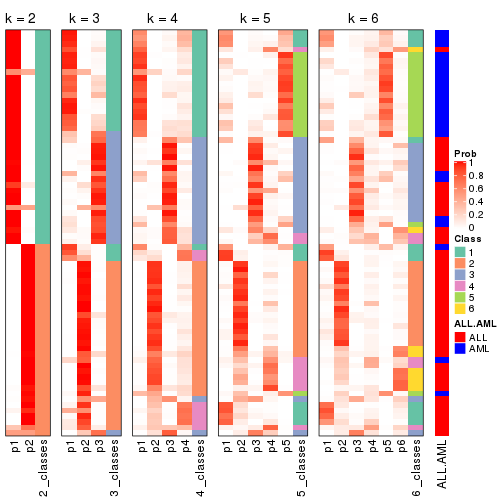 k = 2
k = 3
k = 4
k = 5
k = 6
Prob
1
0.8
0.6
0.4
0.2
0
Class
1
2
3
4
5
6
ALL.AML
ALL
AML
p1
p2
2_classes
p1
p2
p3
3_classes
p1
p2
p3
p4
4_classes
p1
p2
p3
p4
p5
5_classes
p1
p2
p3
p4
p5
p6
6_classes
ALL.AML